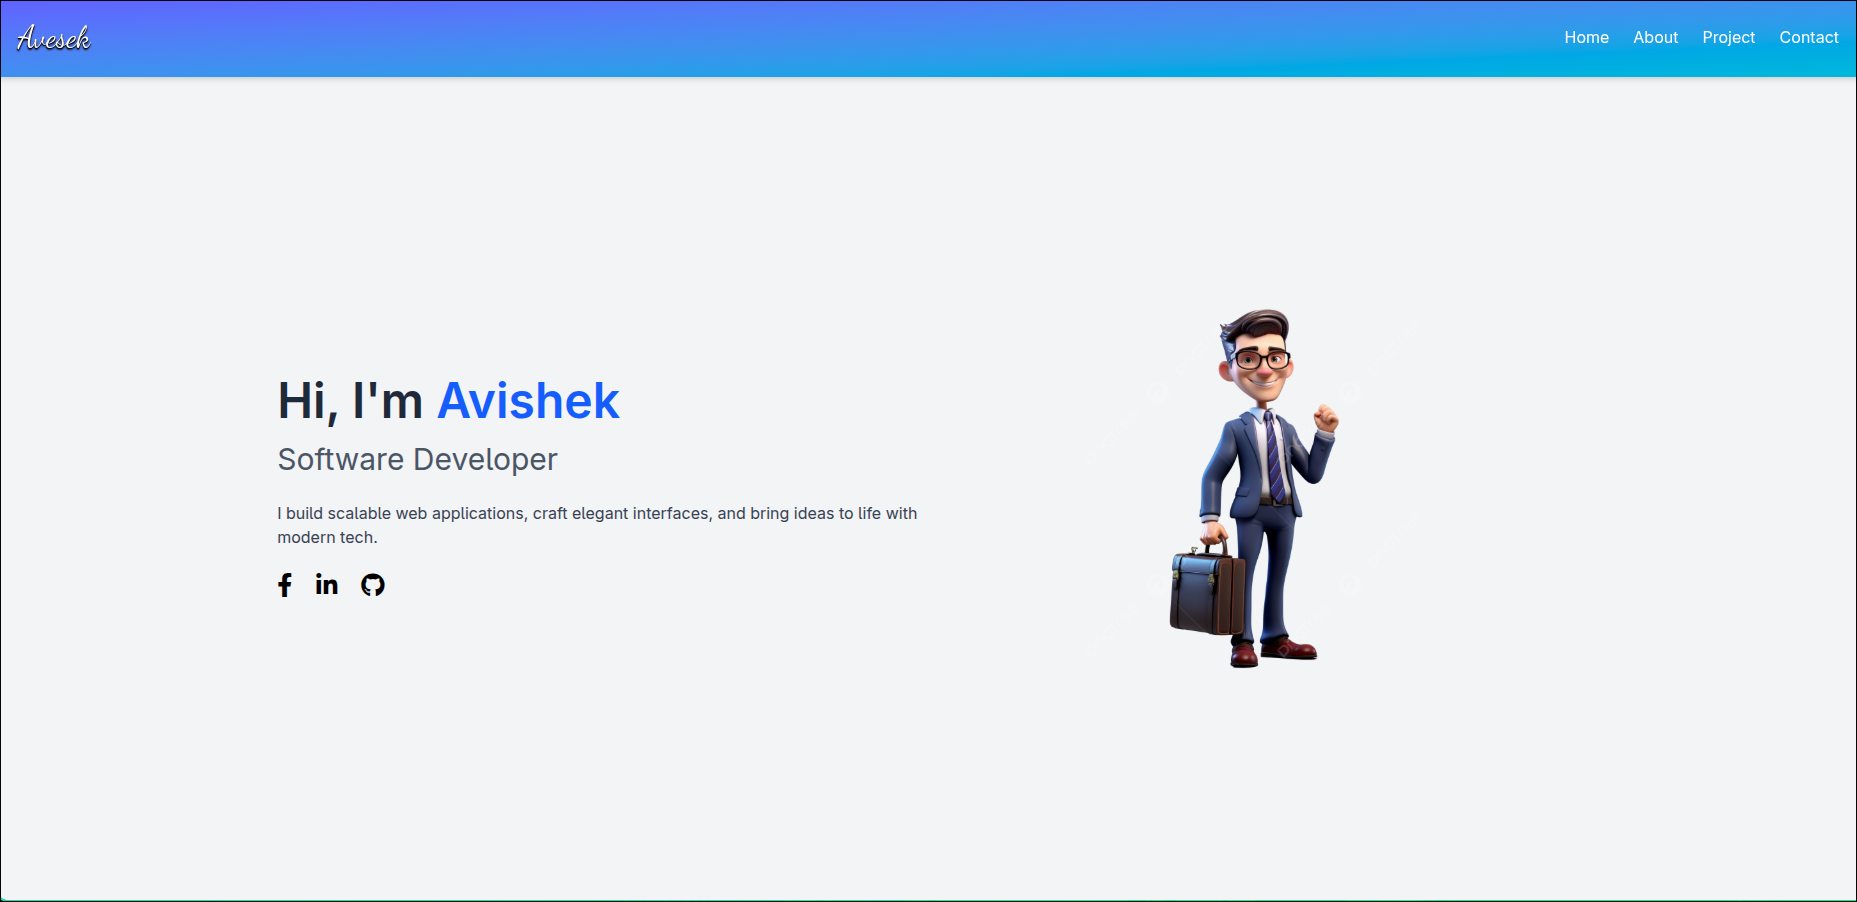 Avesek
Home About Project Contact
Hi, I'm Avishek
Software Developer
I build scalable web applications, craft elegant interfaces, and bring ideas to life with
modern tech.